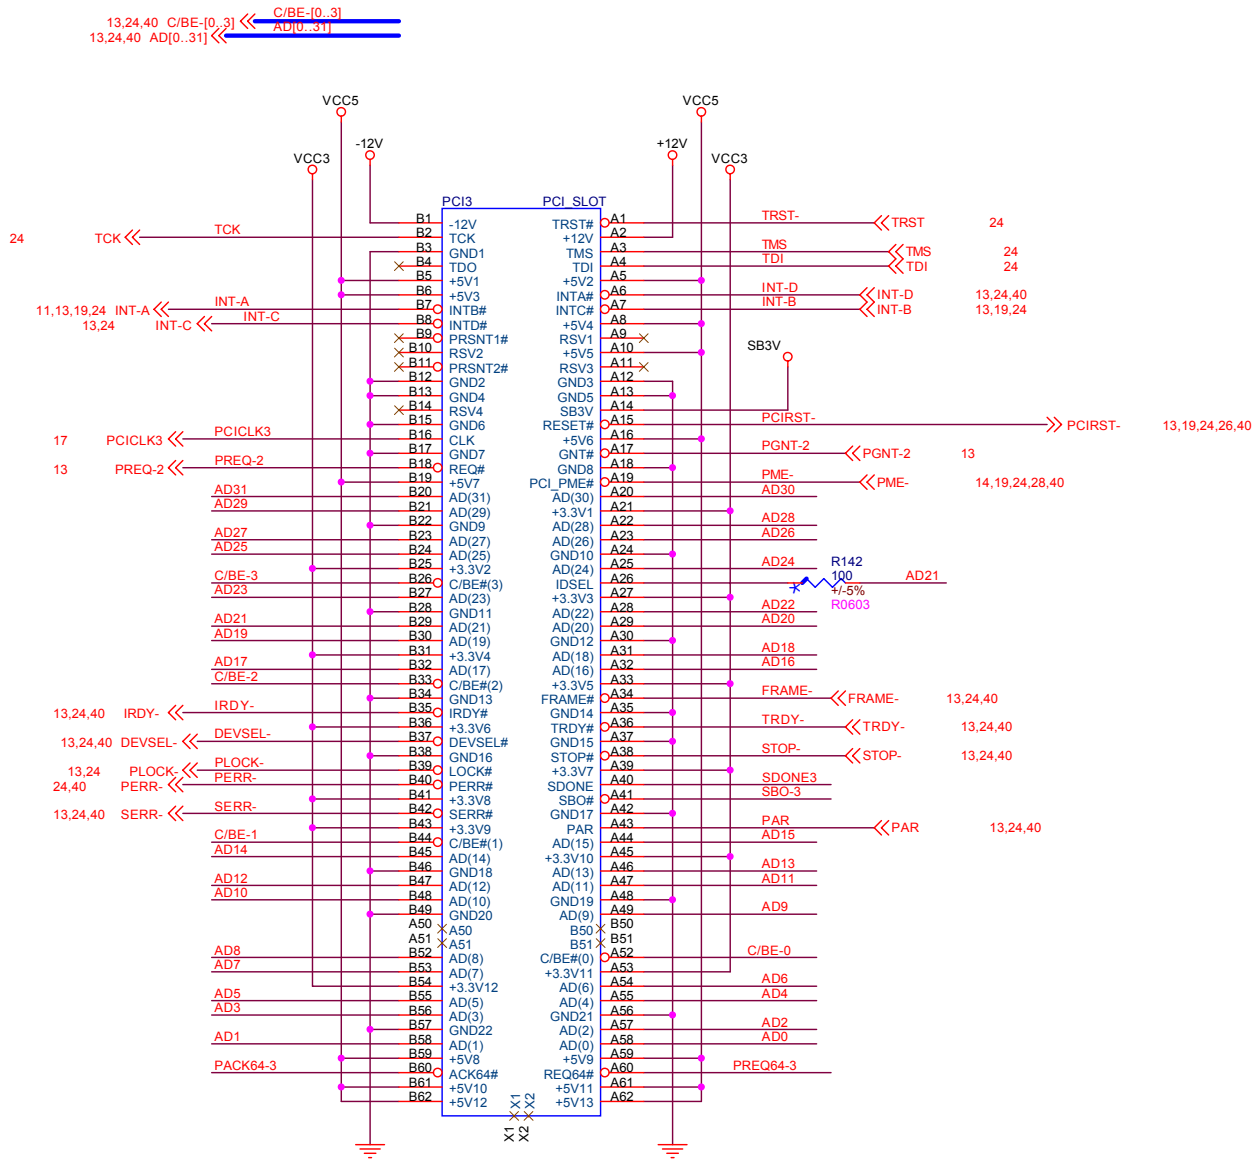 13,24,40 C/BE-[0..3] C/BE-[0..3]
13,24,40 AD[0..31] AD[0..31]
VCC5 VCC5
-12V +12V
VCC3 VCC3
PCI3 PCI_SLOT
B1 -12V TRST# A1 TRST- TRST 24
24 TCK TCK B2 TCK +12V A2
B3 GND1 TMS A3 TMS TMS 24
B4 TDO TDI A4 TDI TDI 24
B5 +5V1 +5V2 A5
B6 +5V3 INTA# A6 INT-D INT-D 13,24,40
11,13,19,24 INT-A INT-A B7 INTB# INTC# A7 INT-B INT-B 13,19,24
13,24 INT-C INT-C B8 INTD# +5V4 A8
B9 PRSNT1# RSV1 A9
B10 RSV2 +5V5 A10 SB3V
B11 PRSNT2# RSV3 A11
B12 GND2 GND3 A12
B13 GND4 GND5 A13
B14 RSV4 SB3V A14
B15 GND6 RESET# A15 PCIRST- PCIRST- 13,19,24,26,40
17 PCICLK3 PCICLK3 B16 CLK +5V6 A16
B17 GND7 GNT# A17 PGNT-2 PGNT-2 13
13 PREQ-2 PREQ-2 B18 REQ# GND8 A18
B19 +5V7 PCI_PME# A19 PME- PME- 14,19,24,28,40
AD31 B20 AD(31) AD(30) A20 AD30
AD29 B21 AD(29) +3.3V1 A21
B22 GND9 AD(28) A22 AD28
AD27 B23 AD(27) AD(26) A23 AD26
AD25 B24 AD(25) GND10 A24
B25 +3.3V2 AD(24) A25 AD24 R142
C/BE-3 B26 C/BE#(3) IDSEL A26 100 AD21
AD23 B27 AD(23) +3.3V3 A27 +/-5%
B28 GND11 AD(22) A28 AD22 R0603
AD21 B29 AD(21) AD(20) A29 AD20
AD19 B30 AD(19) GND12 A30
B31 +3.3V4 AD(18) A31 AD18
AD17 B32 AD(17) AD(16) A32 AD16
C/BE-2 B33 C/BE#(2) +3.3V5 A33
B34 GND13 FRAME# A34 FRAME- FRAME- 13,24,40
13,24,40 IRDY- IRDY- B35 IRDY# GND14 A35
B36 +3.3V6 TRDY# A36 TRDY- TRDY- 13,24,40
13,24,40 DEVSEL- DEVSEL- B37 DEVSEL# GND15 A37
B38 GND16 STOP# A38 STOP- STOP- 13,24,40
13,24 PLOCK- PLOCK- B39 LOCK# +3.3V7 A39
24,40 PERR- PERR- B40 PERR# SDONE A40 SDONE3
B41 +3.3V8 SBO# A41 SBO-3
13,24,40 SERR- SERR- B42 SERR# GND17 A42
B43 +3.3V9 PAR A43 PAR PAR 13,24,40
C/BE-1 B44 C/BE#(1) AD(15) A44 AD15
AD14 B45 AD(14) +3.3V10 A45
B46 GND18 AD(13) A46 AD13
AD12 B47 AD(12) AD(11) A47 AD11
AD10 B48 AD(10) GND19 A48
B49 GND20 AD(9) A49 AD9
A50 A50 B50 B50
A51 A51 B51 B51
AD8 B52 AD(8) C/BE#(0) A52 C/BE-0
AD7 B53 AD(7) +3.3V11 A53
B54 +3.3V12 AD(6) A54 AD6
AD5 B55 AD(5) AD(4) A55 AD4
AD3 B56 AD(3) GND21 A56
B57 GND22 AD(2) A57 AD2
AD1 B58 AD(1) AD(0) A58 AD0
B59 +5V8 +5V9 A59
PACK64-3 B60 ACK64# REQ64# A60 PREQ64-3
B61 +5V10 +5V11 A61
B62 +5V12 +5V13 A62
X1 X2
X1 X2